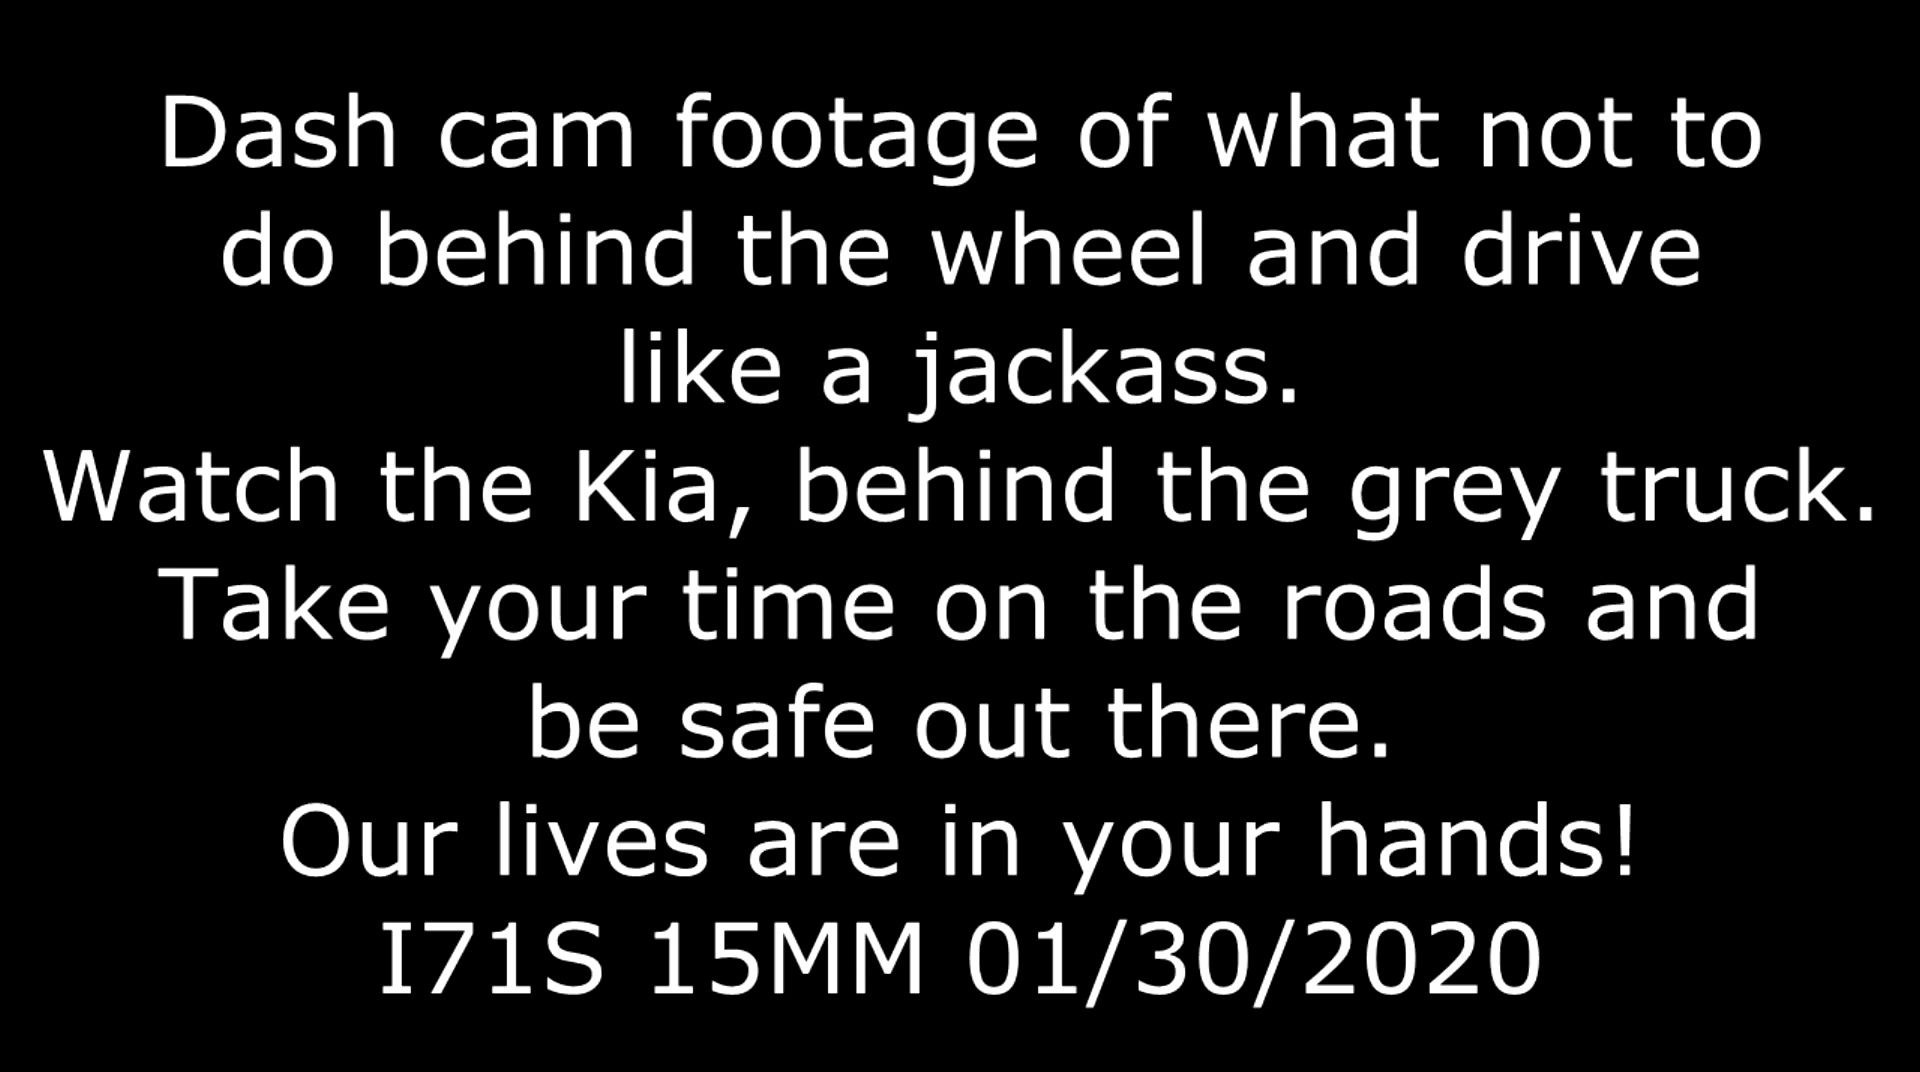 Dash cam footage of what not to
do behind the wheel and drive
like a jackass.
Watch the Kia, behind the grey truck.
Take your time on the roads and
be safe out there.
Our lives are in your hands!
I71S 15MM 01/30/2020